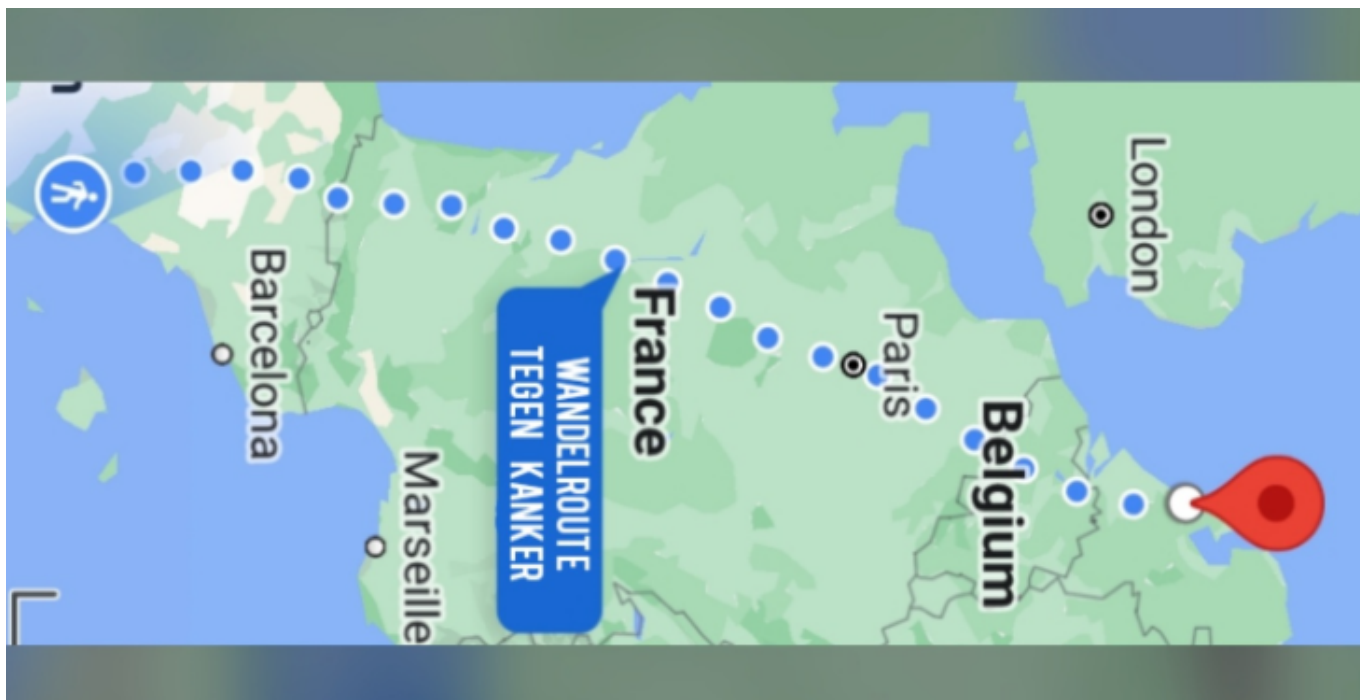 London
Paris
Belgium
France
WANDELROUTE
TEGEN KANKER
Barcelona
Marseille